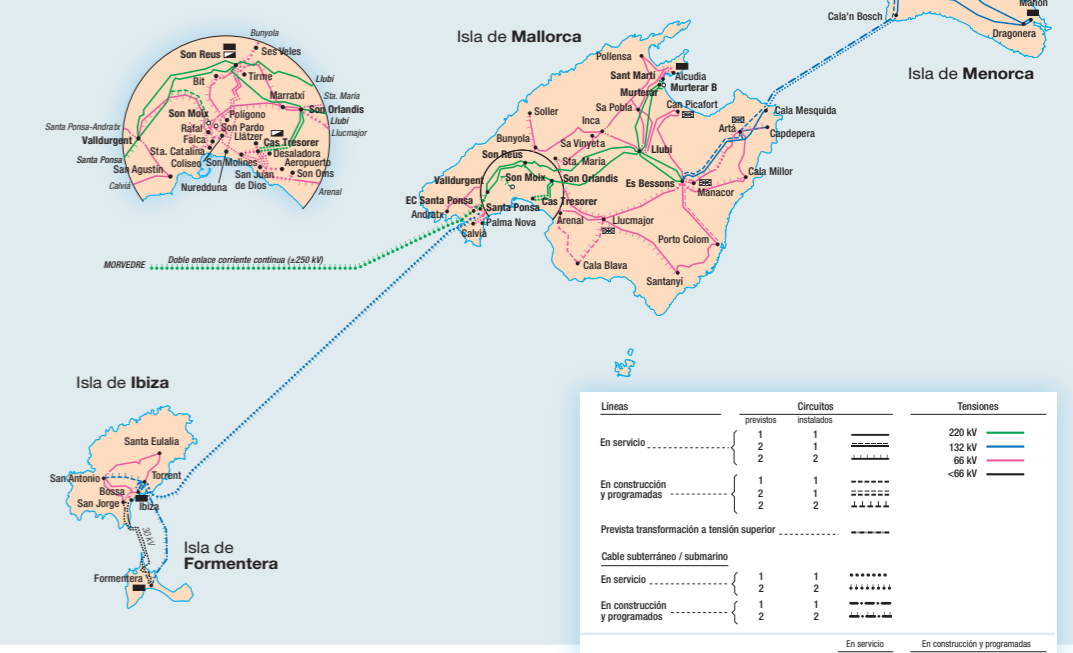 Mahón
Cala'n Bosch
Dragonera
Isla de Menorca
Isla de Mallorca
Bunyola
Son Reus
Ses Veles
Bit
Tirme
Llubí
Marratxi
Sta. María
Son Orlandis
Son Moix
Polígono
Llubí
Rafal
Son Pardo
Llucmajor
Santa Ponsa-Andratx
Falca
Llátzer
Valldurgent
Cas Tresorer
Sta. Catalina
Desaladora
Santa Ponsa
Coliseo
Son Molines
Aeropuerto
San Agustín
San Juan
de Dios
Son Oms
Calviá
Nuredduna
Arenal
Pollensa
Sant Martí
Alcudia
Murterar
Murterar B
Can Picafort
Sa Pobla
Soller
Inca
Cala Mesquida
Artá
Capdepera
Bunyola
Sa Vinyeta
Llubí
Son Reus
Sta. María
Cala Millor
Valldurgent
Son Moix
Son Orlandis
Es Bessons
Manacor
EC Santa Ponsa
Santa Ponsa
Cas Tresorer
Andratx
Palma Nova
Arenal
Llucmajor
Calviá
Porto Colom
Cala Blava
Santanyí
MORVEDRE
Doble enlace corriente continua (±250 kV)
Isla de Ibiza
Santa Eulalia
San Antonio
Torrent
Bossa
San Jorge
Ibiza
30 kV
Isla de
Formentera
Formentera
Líneas
Circuitos
Tensiones
previstos instalados
En servicio
1 1
2 1
2 2
220 kV
132 kV
66 kV
<66 kV
En construcción
y programadas
1 1
2 1
2 2
Prevista transformación a tensión superior
Cable subterráneo / submarino
En servicio
1 1
2 2
En construcción
y programados
1 1
2 2
En servicio En construcción y programadas